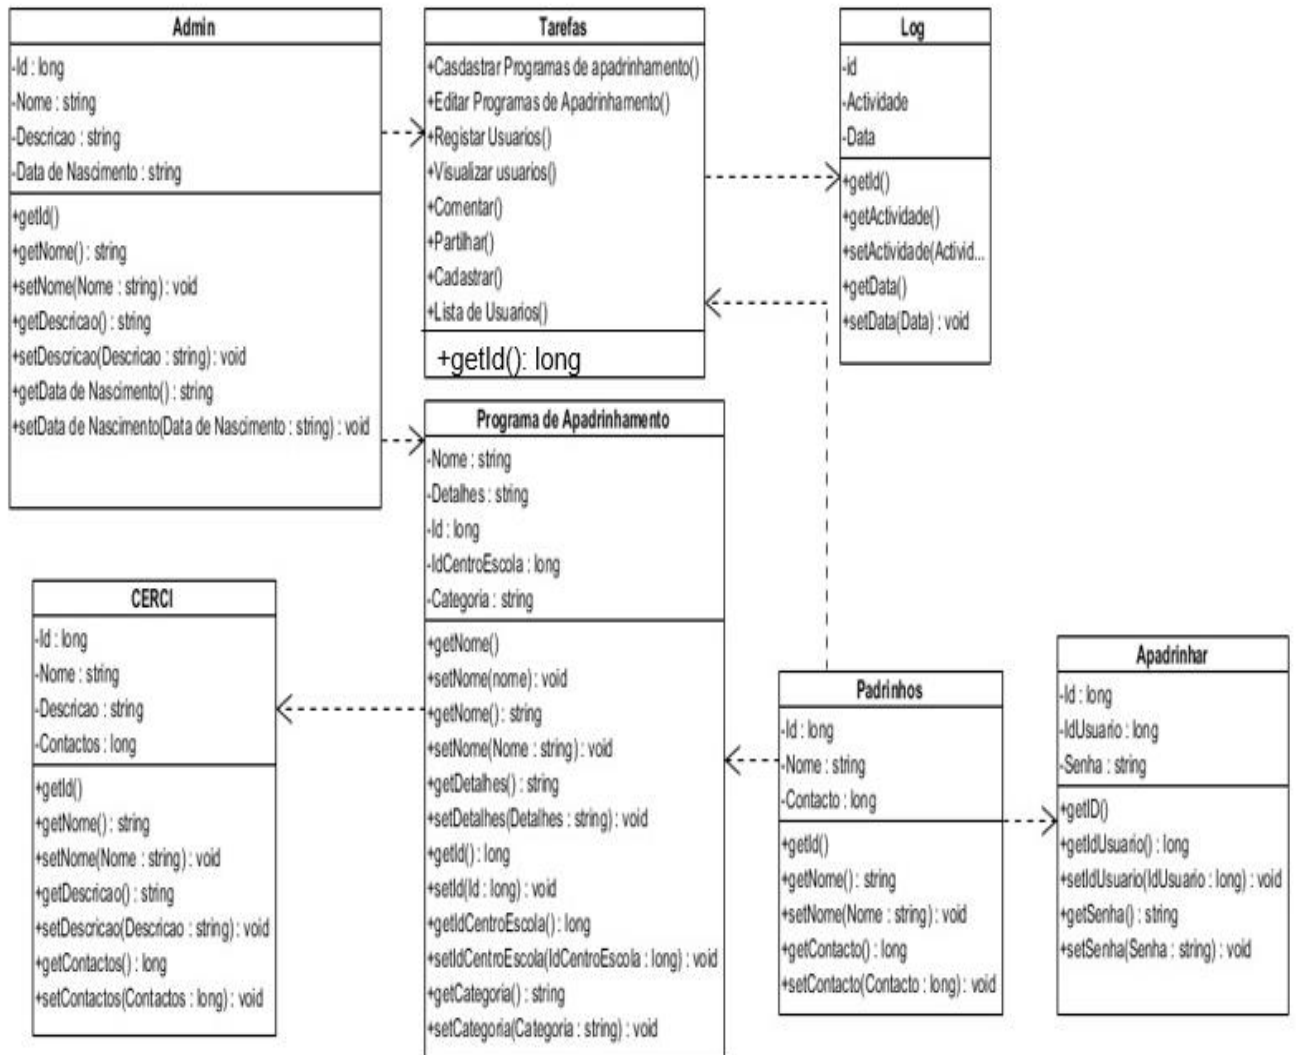 Admin
-Id : long
-Nome : string
-Descricao : string
-Data de Nascimento : string
+getId()
+getNome() : string
+setNome(Nome : string) : void
+getDescricao() : string
+setDescricao(Descricao : string) : void
+getData de Nascimento() : string
+setData de Nascimento(Data de Nascimento : string) : void
Tarefas
+Casdastrar Programas de apadrinhamento()
+Editar Programas de Apadrinhamento()
+Registar Usuarios()
+Visualizar usuarios()
+Comentar()
+Partilhar()
+Cadastrar()
+Lista de Usuarios()
+getId(): long
Log
-id
-Actividade
-Data
+getId()
+getActividade()
+setActividade(Activid...
+getData()
+setData(Data) : void
Programa de Apadrinhamento
-Nome : string
-Detalhes : string
-Id : long
-IdCentroEscola : long
-Categoria : string
+getNome()
+setNome(nome) : void
+getNome() : string
+setNome(Nome : string) : void
+getDetalhes() : string
+setDetalhes(Detalhes : string) : void
+getId() : long
+setId(Id : long) : void
+getIdCentroEscola() : long
+setIdCentroEscola(IdCentroEscola : long) : void
+getCategoria() : string
+setCategoria(Categoria : string) : void
CERCI
-Id : long
-Nome : string
-Descricao : string
-Contactos : long
+getId()
+getNome() : string
+setNome(Nome : string) : void
+getDescricao() : string
+setDescricao(Descricao : string) : void
+getContactos() : long
+setContactos(Contactos : long) : void
Padrinhos
-Id : long
-Nome : string
-Contacto : long
+getId()
+getNome() : string
+setNome(Nome : string) : void
+getContacto() : long
+setContacto(Contacto : long) : void
Apadrinhar
-Id : long
-IdUsuario : long
-Senha : string
+getID()
+getIdUsuario() : long
+setIdUsuario(IdUsuario : long) : void
+getSenha() : string
+setSenha(Senha : string) : void